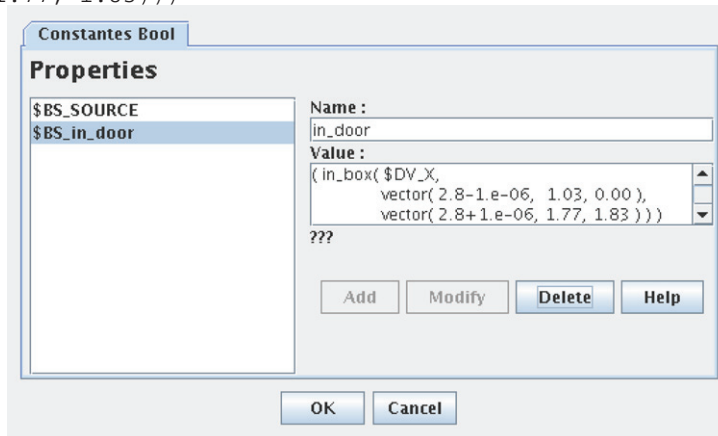 Constantes Bool
Properties
$BS_SOURCE
$BS_in_door
Name :
in_door
Value :
( in_box( $DV_X,
vector( 2.8-1.e-06, 1.03, 0.00 ),
vector( 2.8+1.e-06, 1.77, 1.83 ) ) )
???
Add Modify Delete Help
OK Cancel